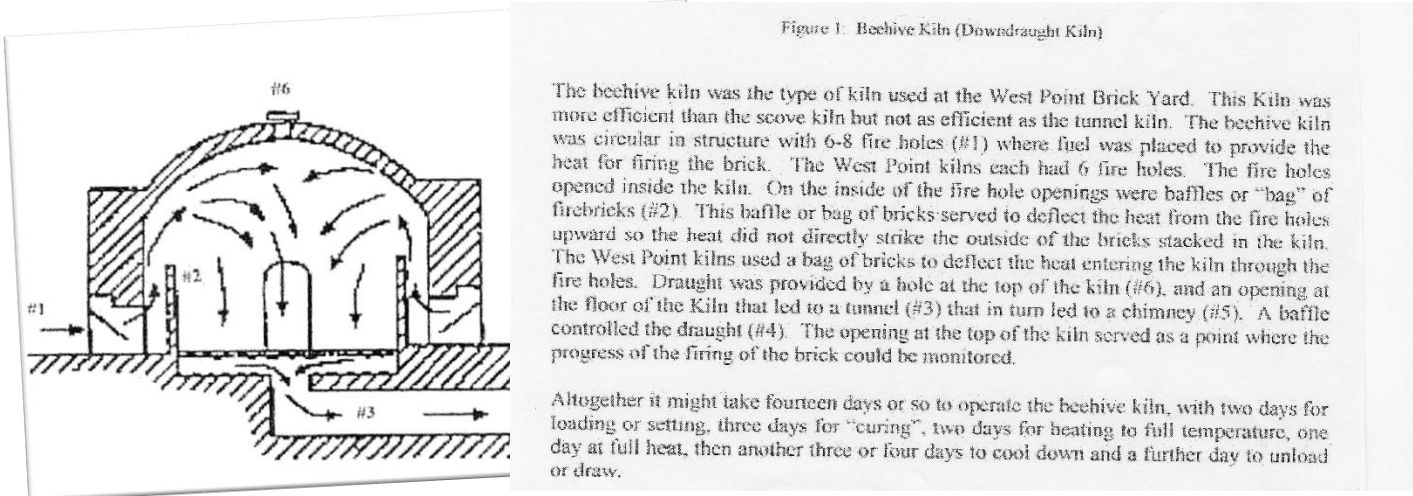 #6
#2
#1
#3
Figure 1: Beehive Kiln (Downdraught Kiln)
The beehive kiln was the type of kiln used at the West Point Brick Yard. This Kiln was
more efficient than the scove kiln but not as efficient as the tunnel kiln. The beehive kiln
was circular in structure with 6-8 fire holes (#1) where fuel was placed to provide the
heat for firing the brick. The West Point kilns each had 6 fire holes. The fire holes
opened inside the kiln. On the inside of the fire hole openings were baffles or "bag" of
firebricks (#2). This baffle or bag of bricks served to deflect the heat from the fire holes
upward so the heat did not directly strike the outside of the bricks stacked in the kiln.
The West Point kilns used a bag of bricks to deflect the heat entering the kiln through the
fire holes. Draught was provided by a hole at the top of the kiln (#6), and an opening at
the floor of the Kiln that led to a tunnel (#3) that in turn led to a chimney (#5). A baffle
controlled the draught (#4). The opening at the top of the kiln served as a point where the
progress of the firing of the brick could be monitored.
Altogether it might take fourteen days or so to operate the beehive kiln, with two days for
loading or setting, three days for "curing", two days for heating to full temperature, one
day at full heat, then another three or four days to cool down and a further day to unload
or draw.